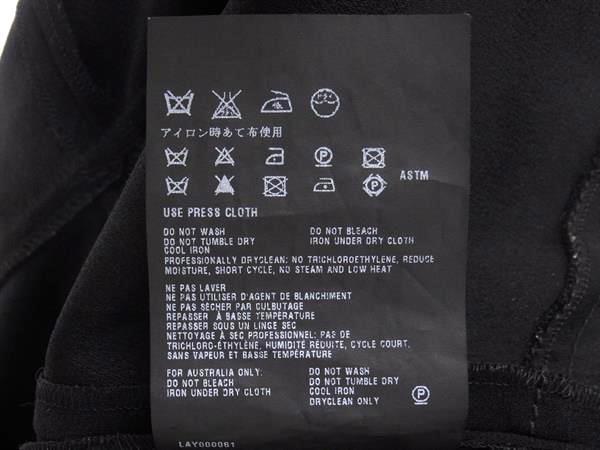 ドライ
アイロン時あて布使用
P
P ASTM
USE PRESS CLOTH
DO NOT WASH DO NOT BLEACH
DO NOT TUMBLE DRY IRON UNDER DRY CLOTH
COOL IRON
PROFESSIONALLY DRYCLEAN: NO TRICHLOROETHYLENE, REDUCE
MOISTURE, SHORT CYCLE, NO STEAM AND LOW HEAT
NE PAS LAVER
NE PAS UTILISER D'AGENT DE BLANCHIMENT
NE PAS SÉCHER PAR CULBUTAGE
REPASSER À BASSE TEMPÉRATURE
REPASSER SOUS UN LINGE SEC
NETTOYAGE À SEC PROFESSIONNEL: PAS DE
TRICHLORO-ÉTHYLÈNE, HUMIDITÉ RÉDUITE, CYCLE COURT,
SANS VAPEUR ET BASSE TEMPÉRATURE
FOR AUSTRALIA ONLY: DO NOT WASH
DO NOT BLEACH DO NOT TUMBLE DRY
IRON UNDER DRY CLOTH COOL IRON
DRYCLEAN ONLY P
LAY000061